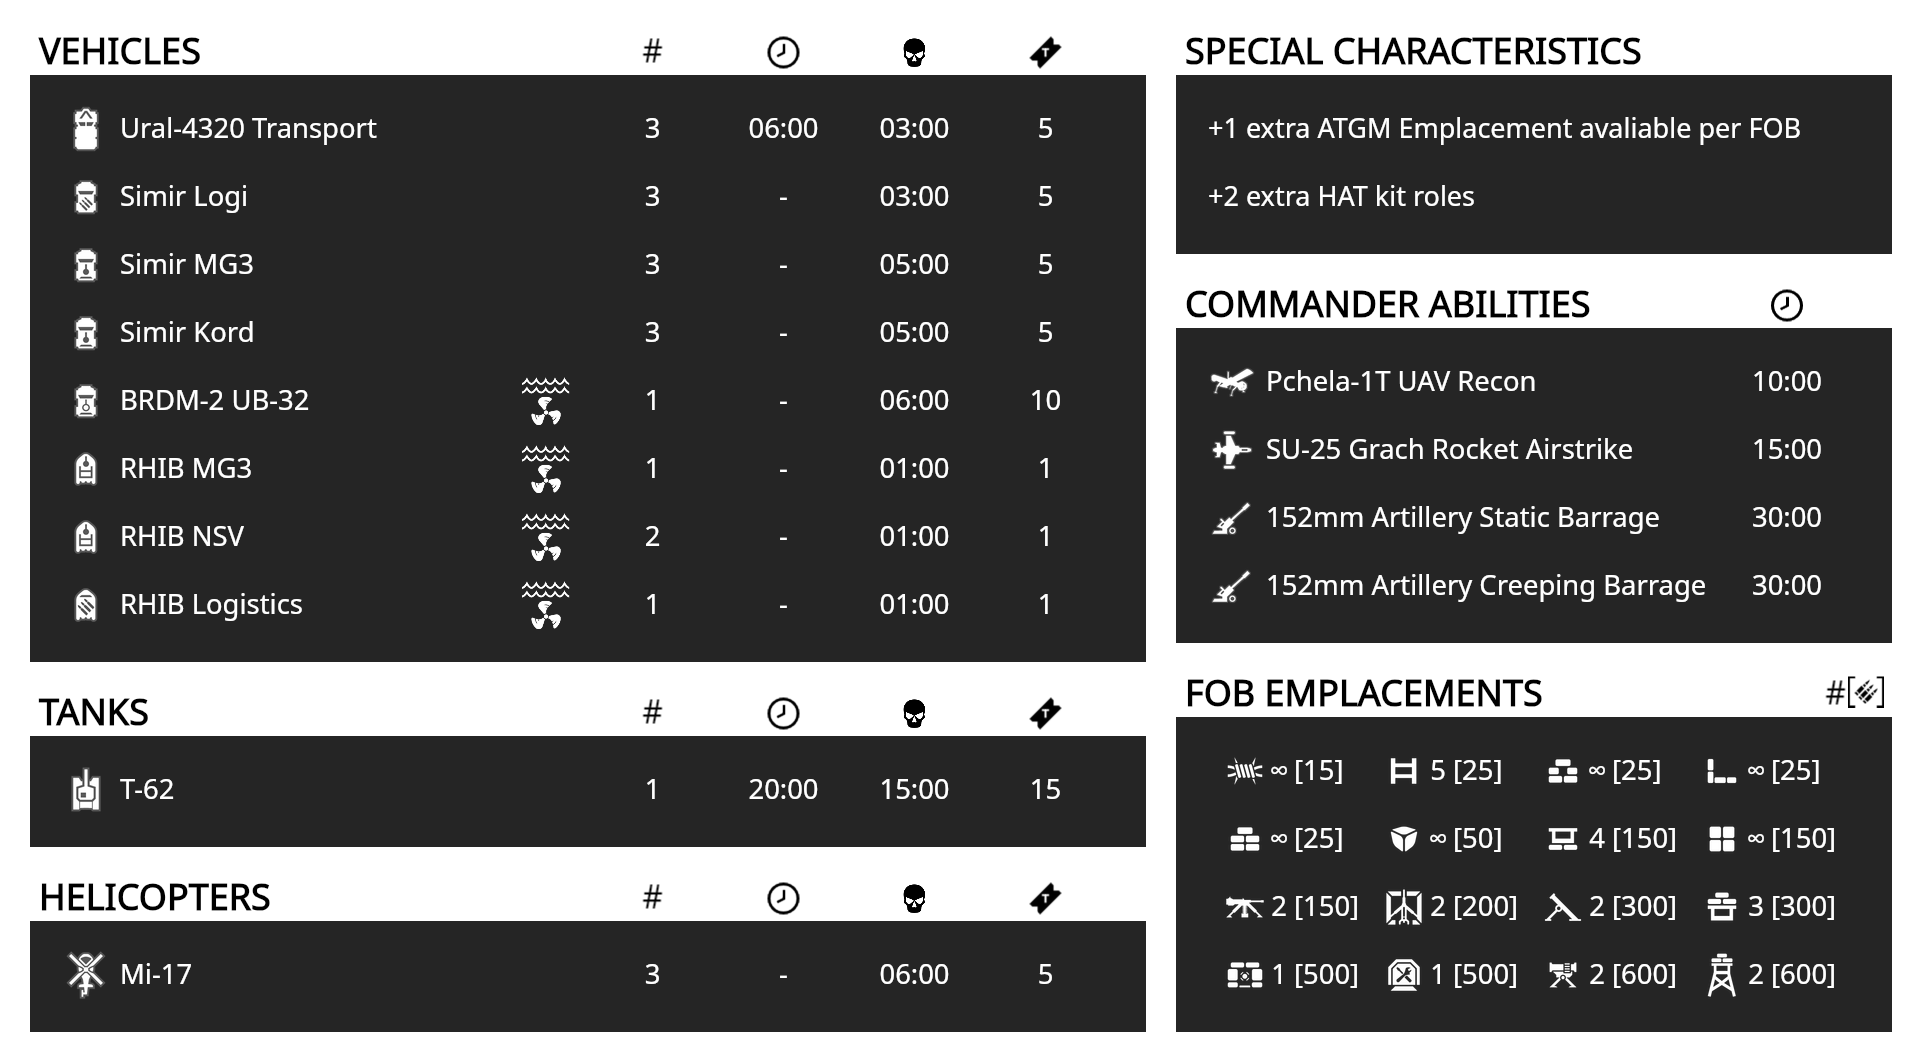 VEHICLES #
Ural-4320 Transport 3 06:00 03:00 5
Simir Logi 3 - 03:00 5
Simir MG3 3 - 05:00 5
Simir Kord 3 - 05:00 5
BRDM-2 UB-32 1 - 06:00 10
RHIB MG3 1 - 01:00 1
RHIB NSV 2 - 01:00 1
RHIB Logistics 1 - 01:00 1
TANKS #
T-62 1 20:00 15:00 15
HELICOPTERS #
Mi-17 3 - 06:00 5
SPECIAL CHARACTERISTICS
+1 extra ATGM Emplacement avaliable per FOB
+2 extra HAT kit roles
COMMANDER ABILITIES
Pchela-1T UAV Recon 10:00
SU-25 Grach Rocket Airstrike 15:00
152mm Artillery Static Barrage 30:00
152mm Artillery Creeping Barrage 30:00
FOB EMPLACEMENTS #[]
∞ [15] 5 [25] ∞ [25] ∞ [25]
∞ [25] ∞ [50] 4 [150] ∞ [150]
2 [150] 2 [200] 2 [300] 3 [300]
1 [500] 1 [500] 2 [600] 2 [600]